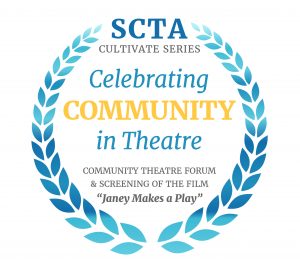 SCTA
CULTIVATE SERIES
Celebrating
COMMUNITY
in Theatre
COMMUNITY THEATRE FORUM
& SCREENING OF THE FILM
“Janey Makes a Play”